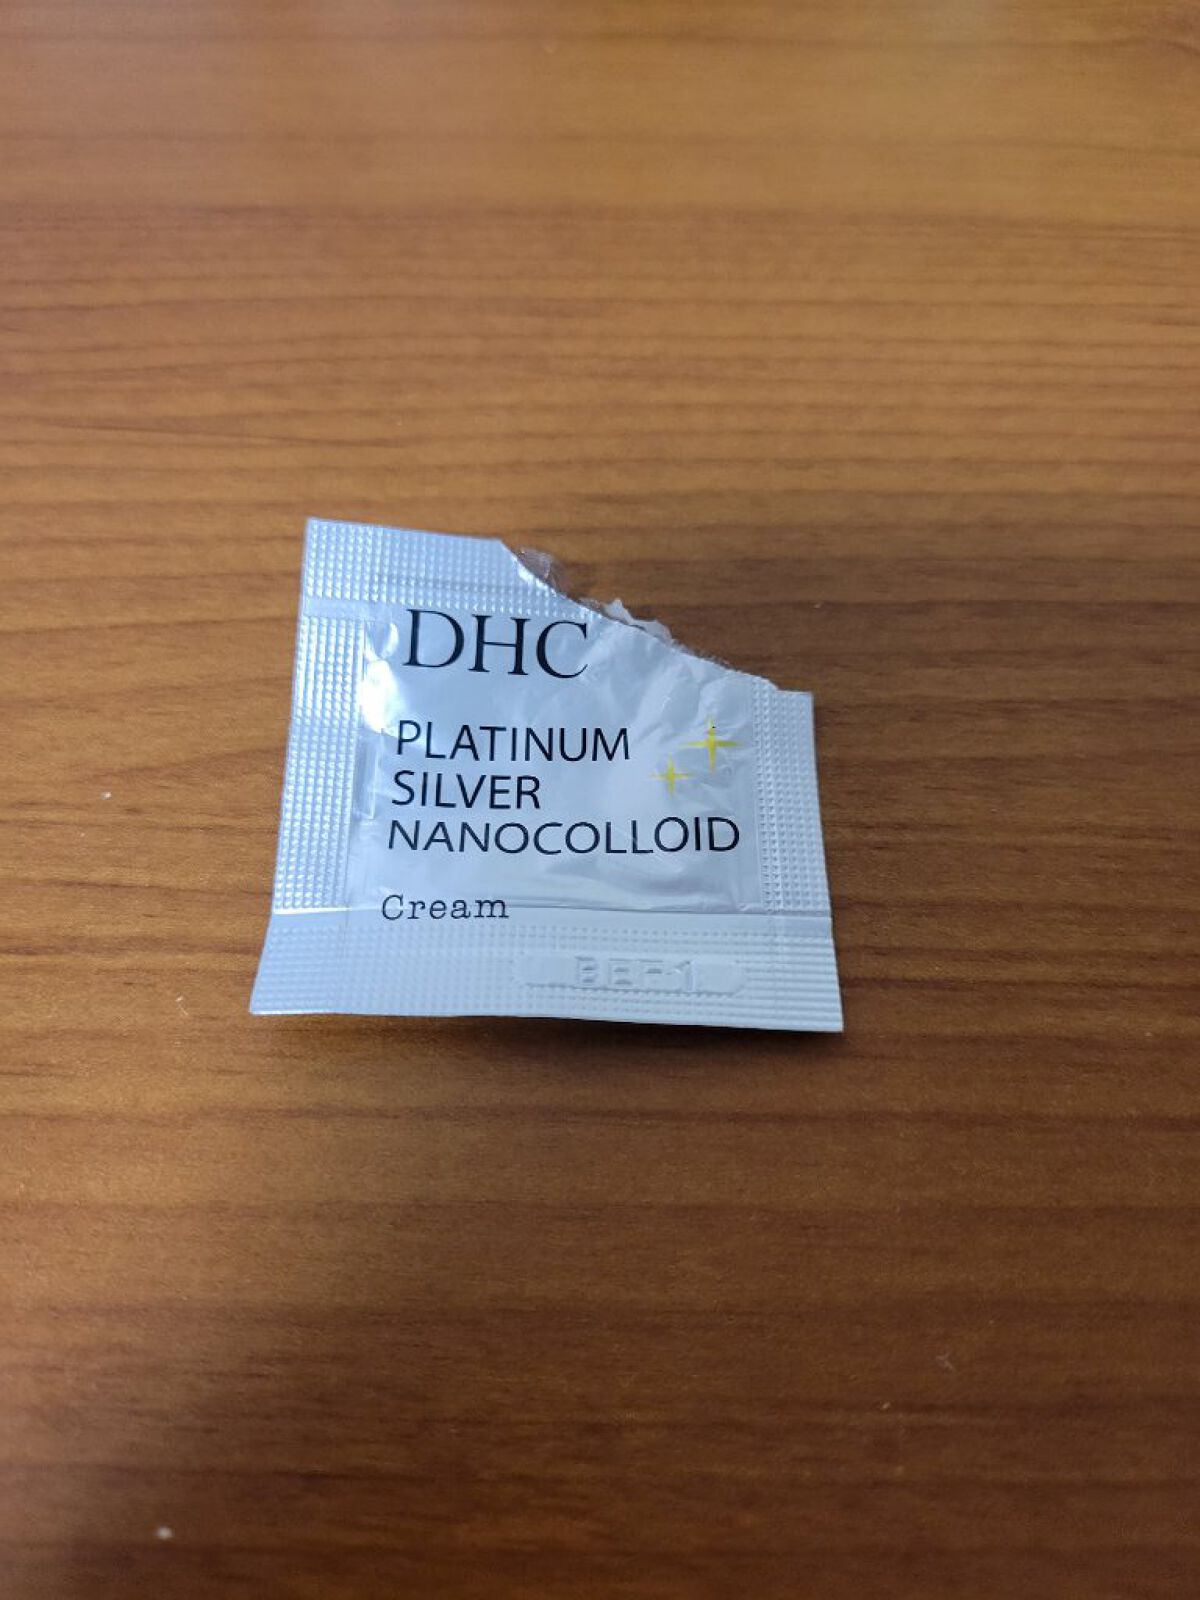 DHC
PLATINUM
SILVER
NANOCOLLOID
Cream